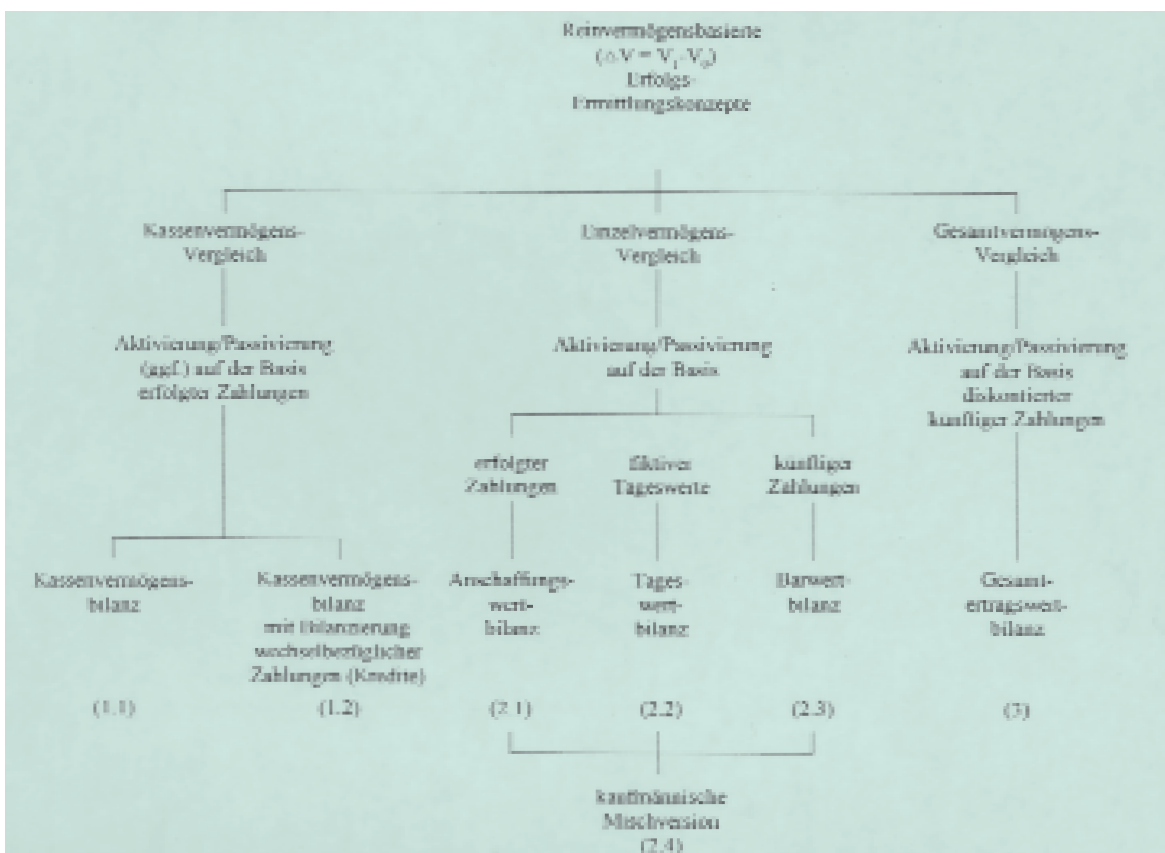 Reinvermögensbasierte
(△V = V₁-V₀)
Erfolgs-
Ermittlungskonzepte
Kassenvermögens-
Vergleich
Einzelvermögens-
Vergleich
Gesamtvermögens-
Vergleich
Aktivierung/Passivierung
(ggf.) auf der Basis
erfolgter Zahlungen
Aktivierung/Passivierung
auf der Basis
Aktivierung/Passivierung
auf der Basis
diskontierter
künftiger Zahlungen
erfolgter
Zahlungen
fiktiver
Tageswerte
künftiger
Zahlungen
Kassenvermögens-
bilanz
Kassenvermögens-
bilanz
mit Bilanzierung
wechselbezüglicher
Zahlungen (Kredite)
Anschaffungs-
wert-
bilanz
Tages-
wert-
bilanz
Barwert-
bilanz
Gesamt-
ertragswert-
bilanz
(1.1)
(1.2)
(2.1)
(2.2)
(2.3)
(3)
kaufmännische
Mischversion
(2.4)